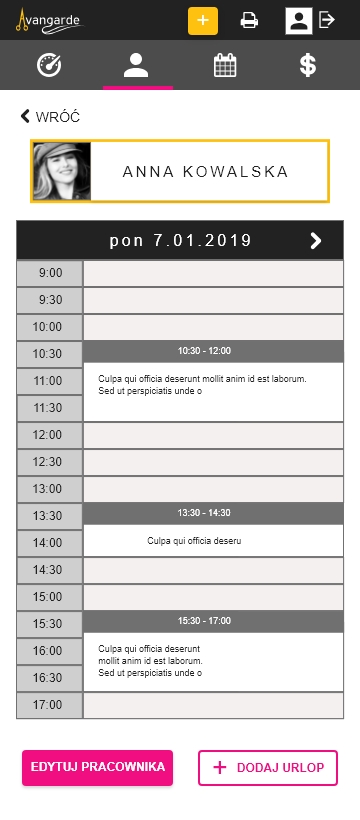 Avangarde
WRÓĆ
ANNA KOWALSKA
pon 7.01.2019
9:00
9:30
10:00
10:30
10:30 - 12:00
11:00
Culpa qui officia deserunt mollit anim id est laborum.
Sed ut perspiciatis unde o
11:30
12:00
12:30
13:00
13:30
13:30 - 14:30
14:00
Culpa qui officia deseru
14:30
15:00
15:30
15:30 - 17:00
16:00
Culpa qui officia deserunt
mollit anim id est laborum.
Sed ut perspiciatis unde o
16:30
17:00
EDYTUJ PRACOWNIKA
+ DODAJ URLOP